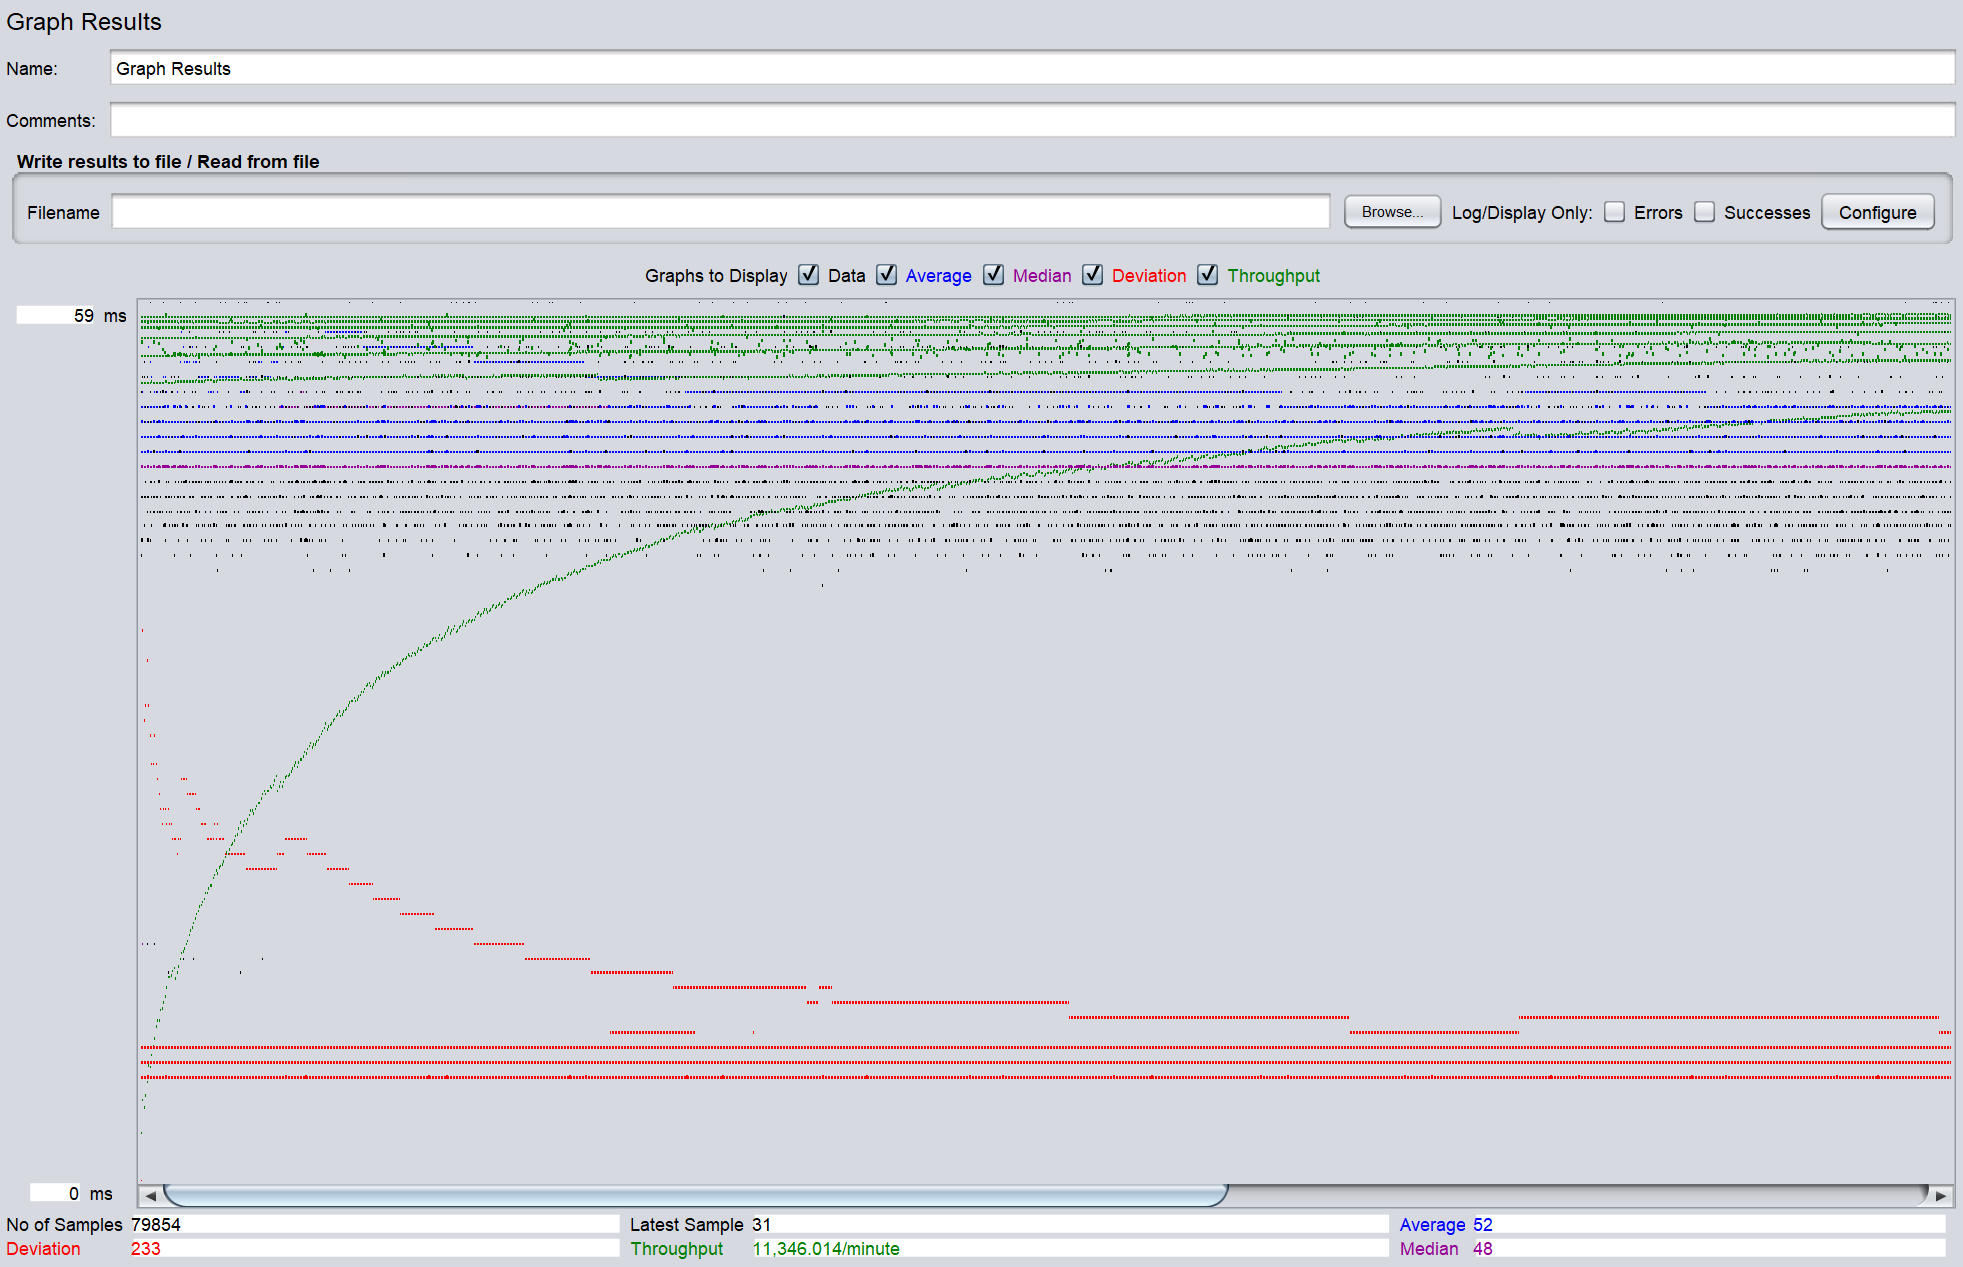 Graph Results
Name: Graph Results
Comments:
Write results to file / Read from file
Filename Browse... Log/Display Only: Errors Successes Configure
Graphs to Display Data Average Median Deviation Throughput
59 ms
0 ms
No of Samples 79854 Latest Sample 31 Average 52
Deviation 233 Throughput 11,346.014/minute Median 48